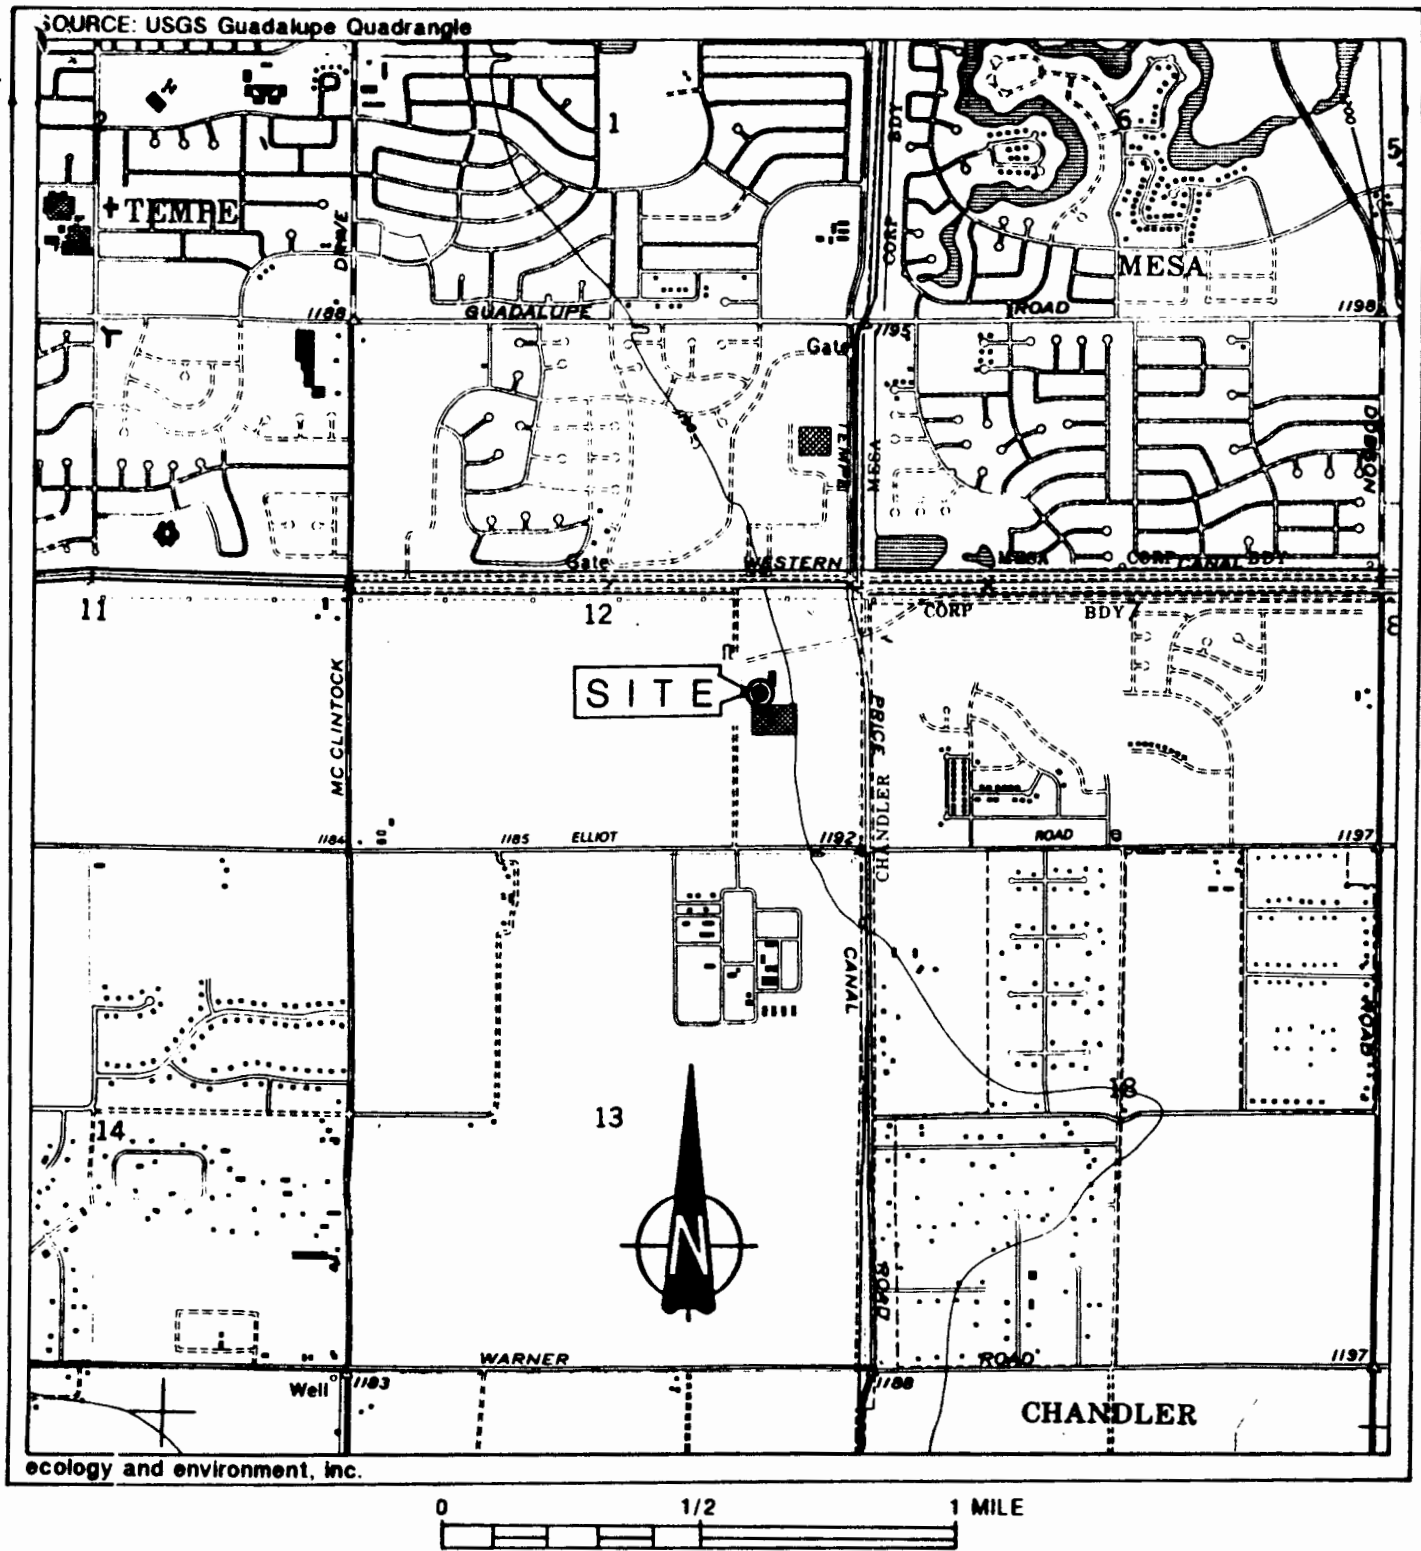 SOURCE: USGS Guadalupe Quadrangle
1
6
5
BDY
+TEMPE
DRIVE
CORP
MESA
1188
GUADALUPE
ROAD
1198
1195
Gate
TEMPE
MESA
DOBSON
Gate
WESTERN
MESA
CORP
CANAL
BDY
11
12
CORP
BDY
8
SITE
MC CLINTOCK
PRICE
CHANDLER
1184
1185
ELLIOT
1192
ROAD
1197
CANAL
ROAD
18
14
13
N
ROAD
WARNER
ROAD
1197
Well
1183
1188
CHANDLER
ecology and environment, inc.
0
1/2
1 MILE